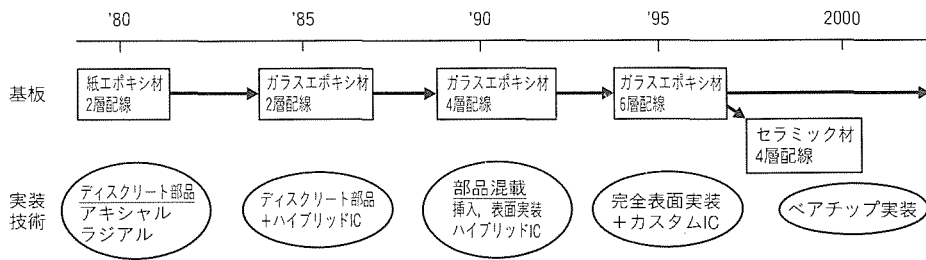 '80 '85 '90 '95 2000
基板
紙エポキシ材
2層配線
ガラスエポキシ材
2層配線
ガラスエポキシ材
4層配線
ガラスエポキシ材
6層配線
セラミック材
4層配線
実装
技術
ディスクリート部品
アキシャル
ラジアル
ディスクリート部品
+ハイブリッドIC
部品混載
挿入,表面実装
ハイブリッドIC
完全表面実装
+カスタムIC
ベアチップ実装